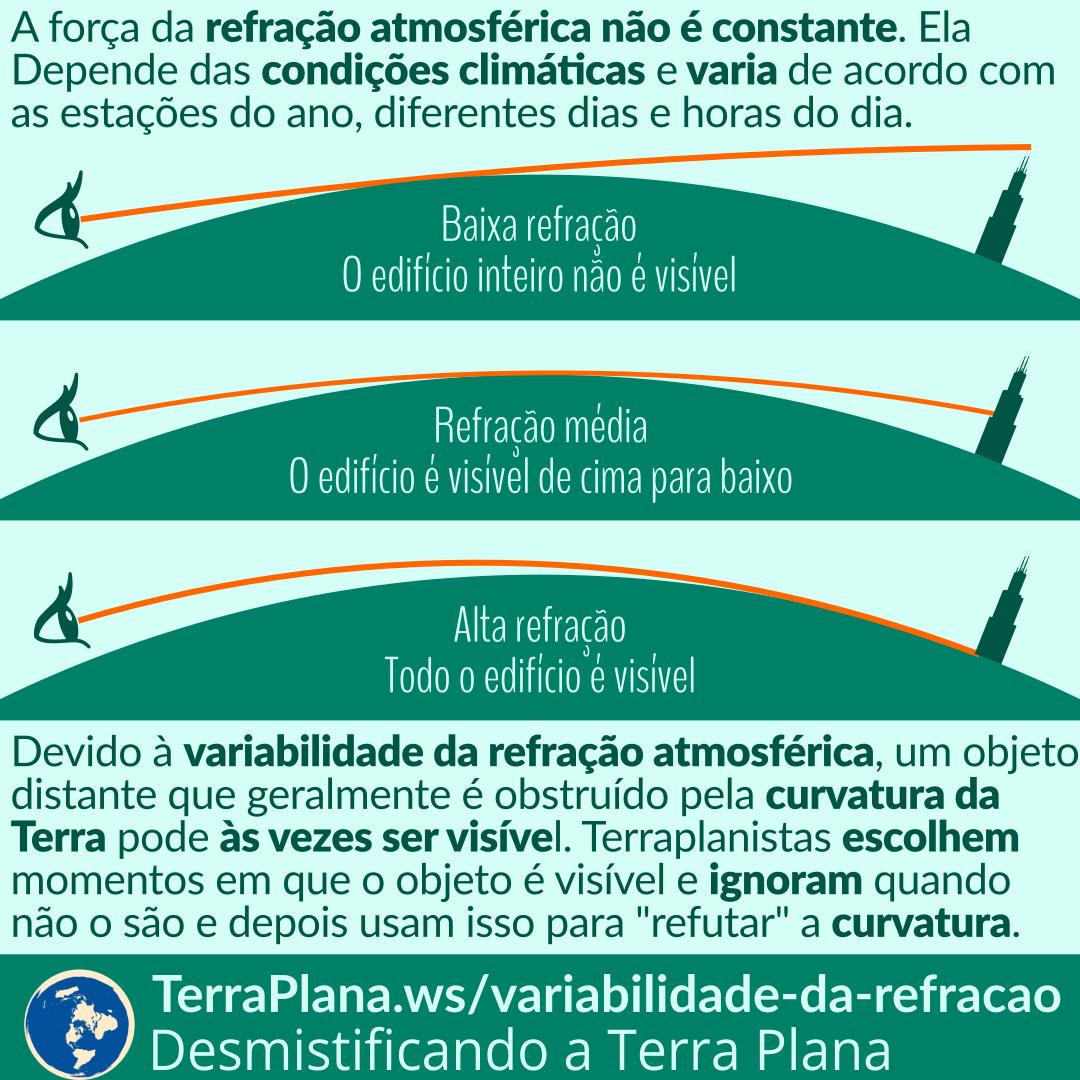 A força da refração atmosférica não é constante. Ela
Depende das condições climáticas e varia de acordo com
as estações do ano, diferentes dias e horas do dia.
Baixa refração
O edifício inteiro não é visível
Refração média
O edifício é visível de cima para baixo
Alta refração
Todo o edifício é visível
Devido à variabilidade da refração atmosférica, um objeto
distante que geralmente é obstruído pela curvatura da
Terra pode às vezes ser visível. Terraplanistas escolhem
momentos em que o objeto é visível e ignoram quando
não o são e depois usam isso para "refutar" a curvatura.
TerraPlana.ws/variabilidade-da-refracao
Desmistificando a Terra Plana